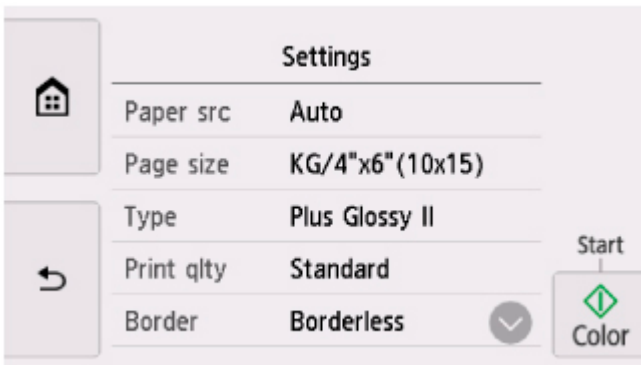 Settings
Paper src Auto
Page size KG/4"x6"(10x15)
Type Plus Glossy II
Print qlty Standard
Border Borderless
Start
Color